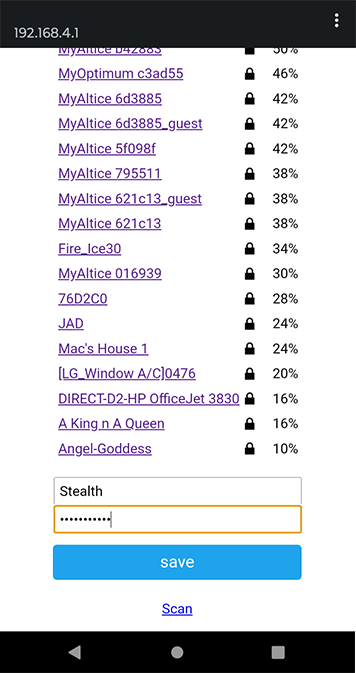 192.168.4.1
MyAltice b42883 50%
MyOptimum c3ad55 46%
MyAltice 6d3885 42%
MyAltice 6d3885_guest 42%
MyAltice 5f098f 42%
MyAltice 795511 38%
MyAltice 621c13_guest 38%
MyAltice 621c13 38%
Fire_Ice30 34%
MyAltice 016939 30%
76D2C0 28%
JAD 24%
Mac's House 1 24%
[LG_Window A/C]0476 20%
DIRECT-D2-HP OfficeJet 3830 16%
A King n A Queen 16%
Angel-Goddess 10%
Stealth
•••••••••••
save
Scan